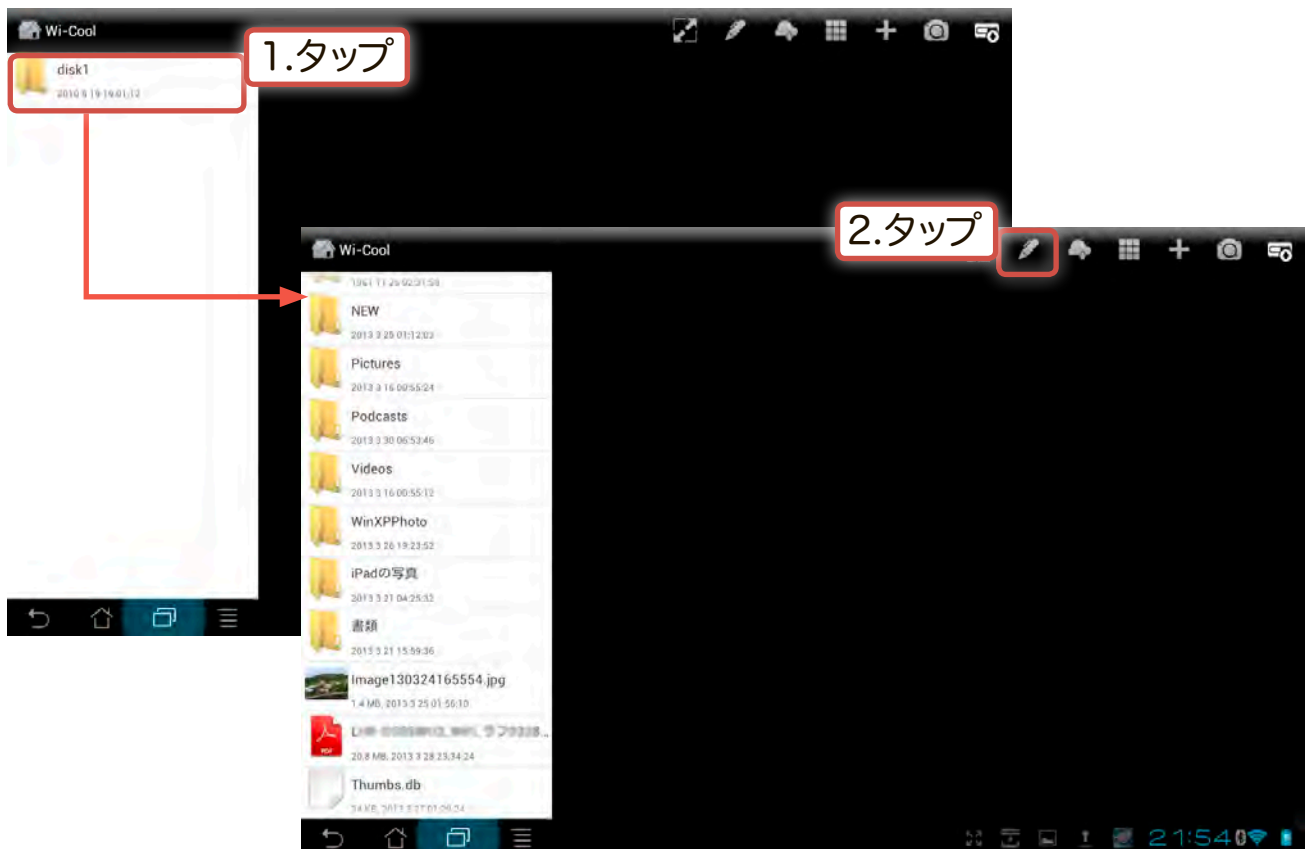 Wi-Cool
1.タップ
disk1
2.タップ
Wi-Cool
NEW
2013 3 25 01:12:03
Pictures
2013 3 16 00:55:24
Podcasts
2013 3 30 06:53:46
Videos
2013 3 16 00:55:12
WinXPPhoto
2013 3 26 19:23:52
iPadの写真
2013 3 21 04:25:32
書類
2013 3 21 15:59:36
Image130324165554.jpg
1.4 MB, 2013 3 25 01:56:10
PDF
20.8 MB, 2013 3 28 23:34:24
Thumbs.db
21:54